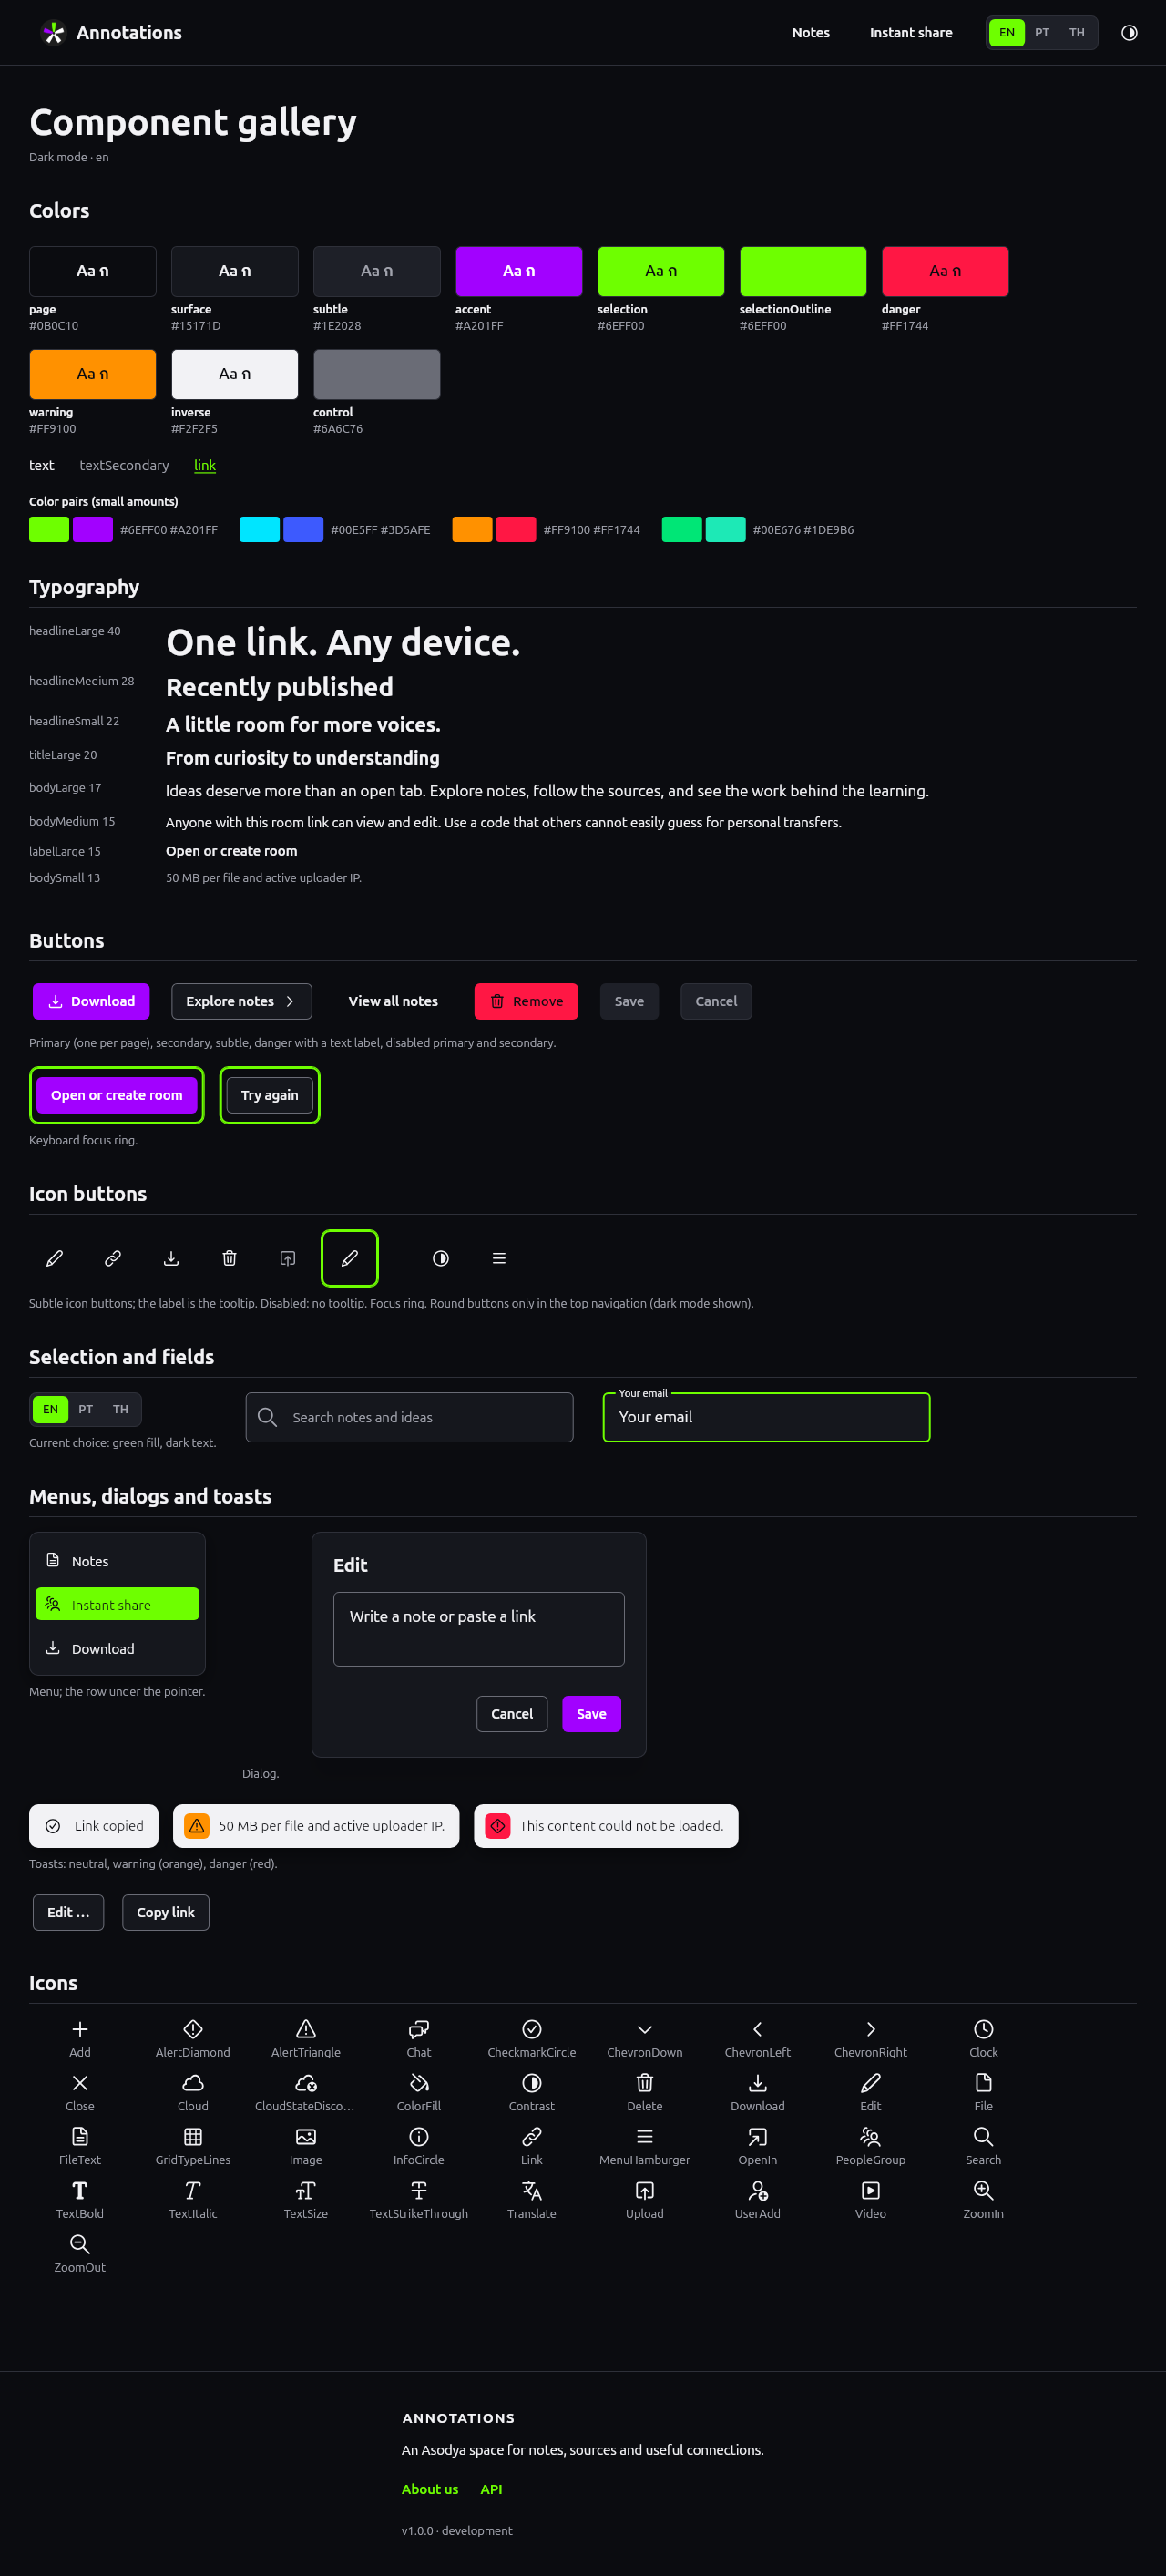 Annotations
Notes Instant share EN PT TH
Component gallery
Dark mode · en
Colors
Aa ก Aa ก Aa ก Aa ก Aa ก Aa ก
page surface subtle accent selection selectionOutline danger
#0B0C10 #15171D #1E2028 #A201FF #6EFF00 #6EFF00 #FF1744
Aa ก Aa ก
warning inverse control
#FF9100 #F2F2F5 #6A6C76
text textSecondary link
Color pairs (small amounts)
#6EFF00 #A201FF #00E5FF #3D5AFE #FF9100 #FF1744 #00E676 #1DE9B6
Typography
headlineLarge 40 One link. Any device.
headlineMedium 28 Recently published
headlineSmall 22 A little room for more voices.
titleLarge 20 From curiosity to understanding
bodyLarge 17 Ideas deserve more than an open tab. Explore notes, follow the sources, and see the work behind the learning.
bodyMedium 15 Anyone with this room link can view and edit. Use a code that others cannot easily guess for personal transfers.
labelLarge 15 Open or create room
bodySmall 13 50 MB per file and active uploader IP.
Buttons
Download Explore notes View all notes Remove Save Cancel
Primary (one per page), secondary, subtle, danger with a text label, disabled primary and secondary.
Open or create room Try again
Keyboard focus ring.
Icon buttons
Subtle icon buttons; the label is the tooltip. Disabled: no tooltip. Focus ring. Round buttons only in the top navigation (dark mode shown).
Selection and fields
Your email
EN PT TH Search notes and ideas Your email
Current choice: green fill, dark text.
Menus, dialogs and toasts
Notes
Instant share
Download
Menu; the row under the pointer.
Edit
Write a note or paste a link
Cancel Save
Dialog.
Link copied 50 MB per file and active uploader IP. This content could not be loaded.
Toasts: neutral, warning (orange), danger (red).
Edit ... Copy link
Icons
Add AlertDiamond AlertTriangle Chat CheckmarkCircle ChevronDown ChevronLeft ChevronRight Clock
Close Cloud CloudStateDisco... ColorFill Contrast Delete Download Edit File
FileText GridTypeLines Image InfoCircle Link MenuHamburger OpenIn PeopleGroup Search
TextBold TextItalic TextSize TextStrikeThrough Translate Upload UserAdd Video ZoomIn
ZoomOut
ANNOTATIONS
An Asodya space for notes, sources and useful connections.
About us API
v1.0.0 · development